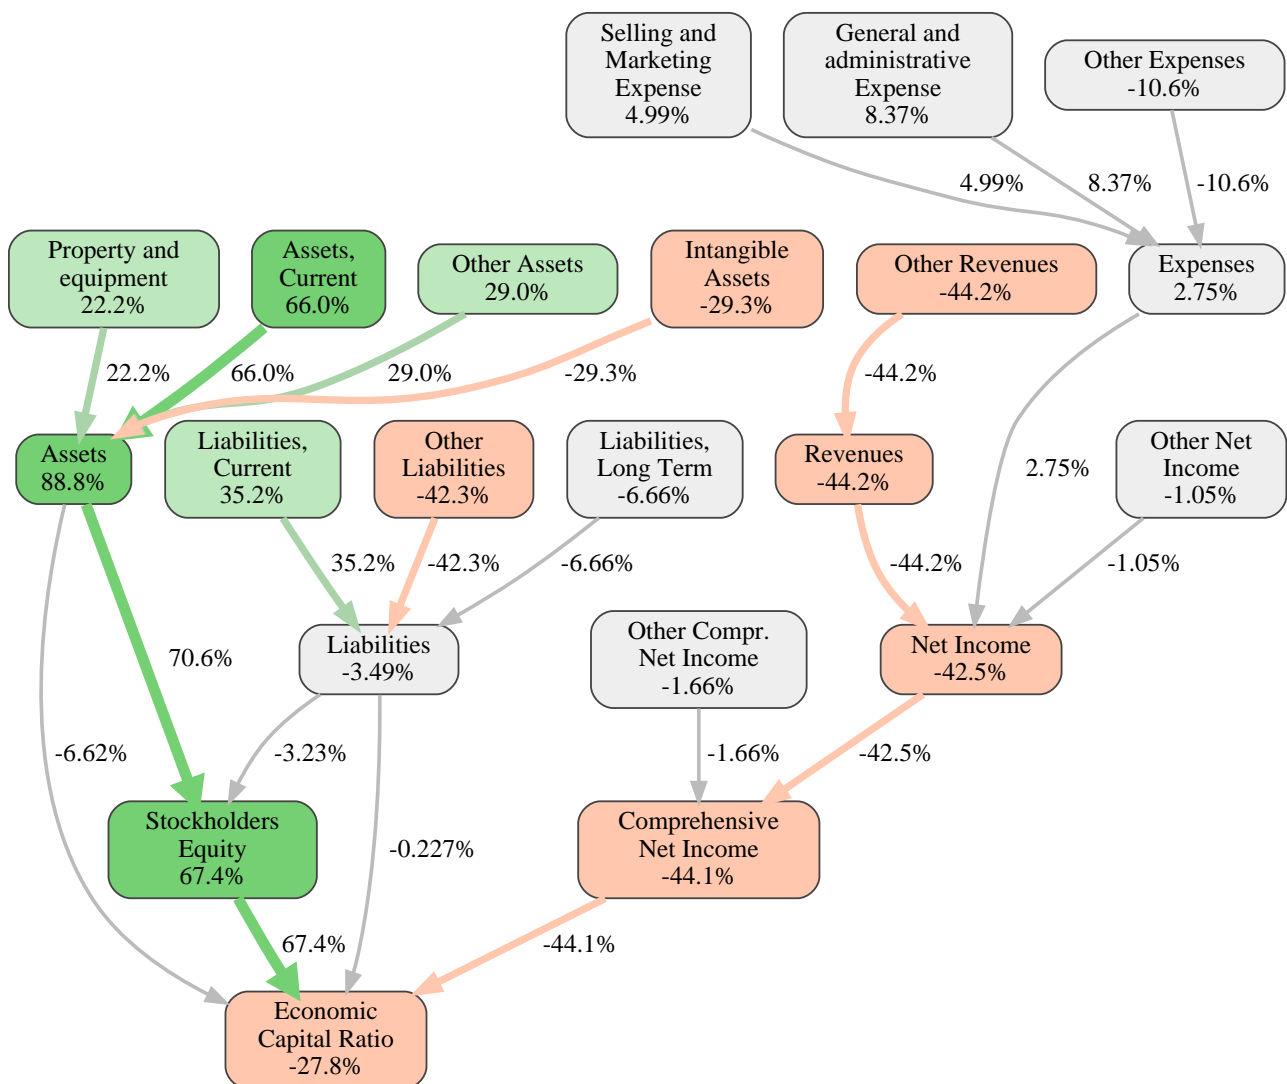 Selling and
Marketing
Expense
4.99%
General and
administrative
Expense
8.37%
Other Expenses
-10.6%
4.99%
8.37%
-10.6%
Property and
equipment
22.2%
Assets,
Current
66.0%
Other Assets
29.0%
Intangible
Assets
-29.3%
Other Revenues
-44.2%
Expenses
2.75%
22.2%
66.0%
29.0%
-29.3%
-44.2%
Assets
88.8%
Liabilities,
Current
35.2%
Other
Liabilities
-42.3%
Liabilities,
Long Term
-6.66%
Revenues
-44.2%
2.75%
Other Net
Income
-1.05%
35.2%
-42.3%
-6.66%
-44.2%
-1.05%
70.6%
Liabilities
-3.49%
Other Compr.
Net Income
-1.66%
Net Income
-42.5%
-6.62%
-3.23%
-1.66%
-42.5%
Stockholders
Equity
67.4%
-0.227%
Comprehensive
Net Income
-44.1%
67.4%
-44.1%
Economic
Capital Ratio
-27.8%